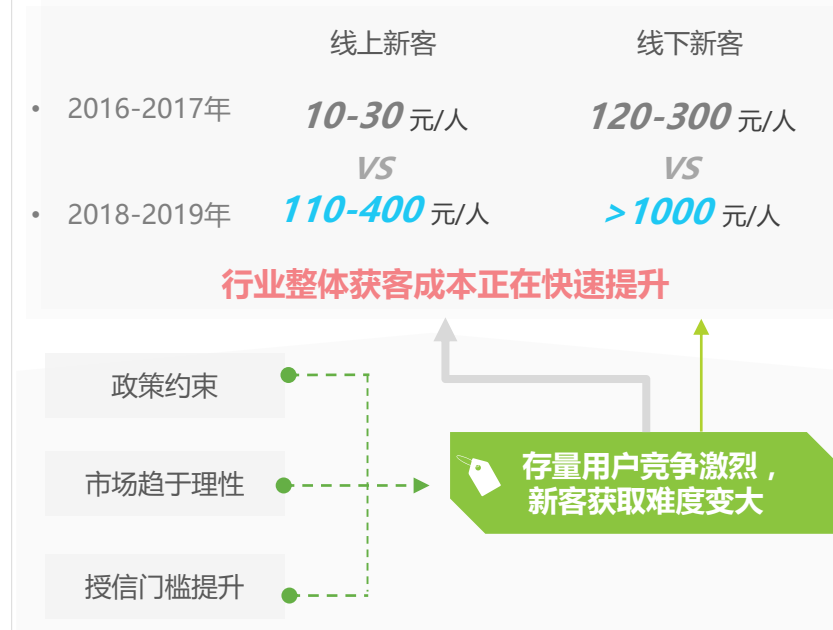 线上新客 线下新客
• 2016-2017年 10-30 元/人 120-300 元/人
VS VS
• 2018-2019年 110-400 元/人 >1000 元/人
行业整体获客成本正在快速提升
政策约束
市场趋于理性
授信门槛提升
存量用户竞争激烈，
新客获取难度变大